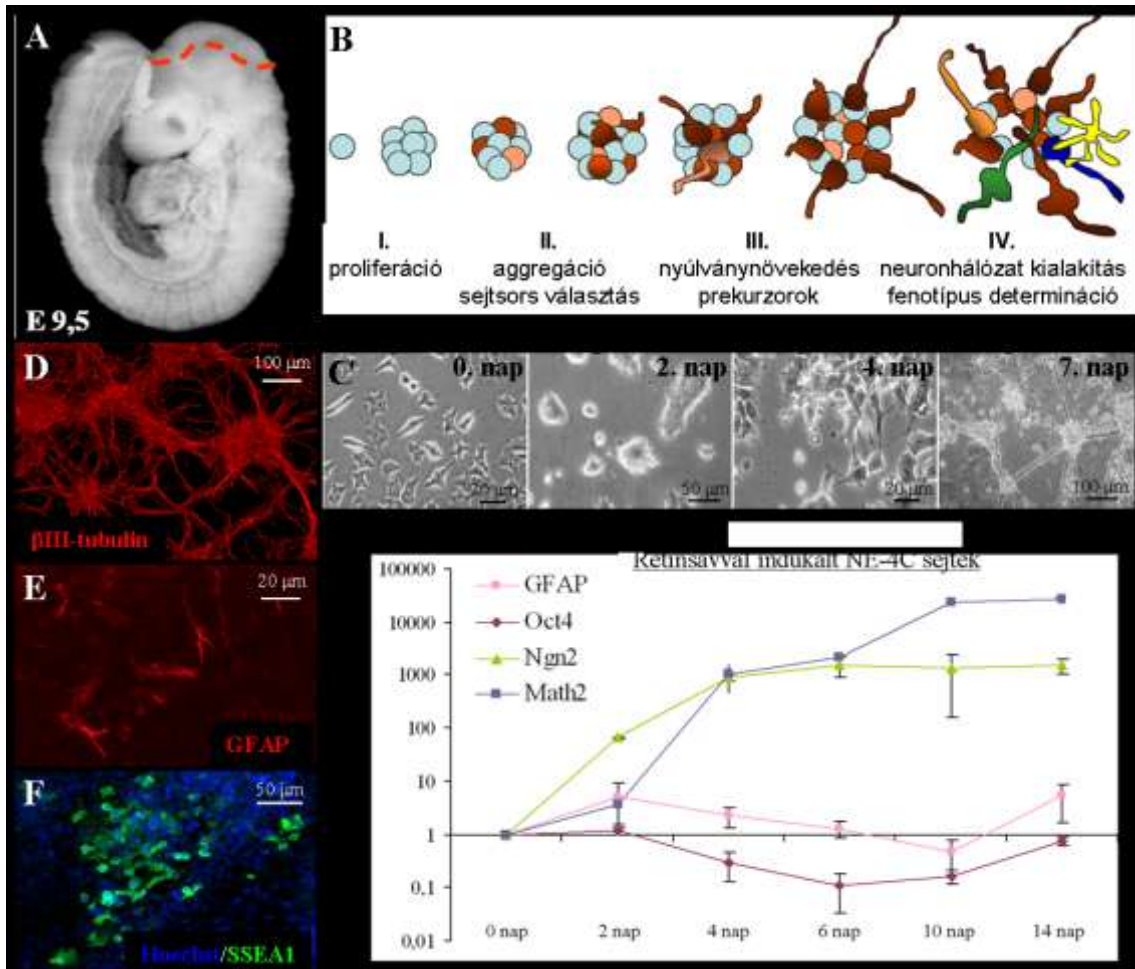 A
E 9,5
B
I.
proliferáció
II.
aggregáció
sejtsors választás
III.
nyúlványnövekedés
prekurzorok
IV.
neuronhálózat kialakítás
fenotípus determináció
D
100 µm
βIII-tubulin
C
0. nap
20 µm
2. nap
50 µm
4. nap
20 µm
7. nap
100 µm
E
20 µm
GFAP
F
50 µm
Hoechst/SSEA1
Retinsavval indukált NE-4C sejtek
GFAP
Oct4
Ngn2
Math2
100000
10000
1000
100
10
1
0,1
0,01
0 nap
2 nap
4 nap
6 nap
10 nap
14 nap